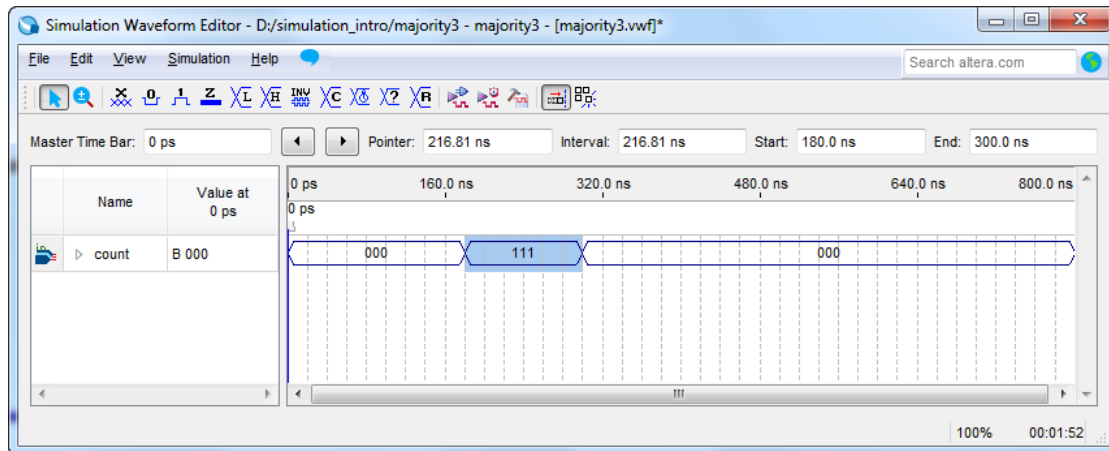 Simulation Waveform Editor - D:/simulation_intro/majority3 - majority3 - [majority3.vwf]*
File Edit View Simulation Help Search altera.com
Master Time Bar: 0 ps Pointer: 216.81 ns Interval: 216.81 ns Start: 180.0 ns End: 300.0 ns
Name Value at 0 ps 0 ps 160.0 ns 320.0 ns 480.0 ns 640.0 ns 800.0 ns
0 ps
count B 000 000 111 000
100% 00:01:52